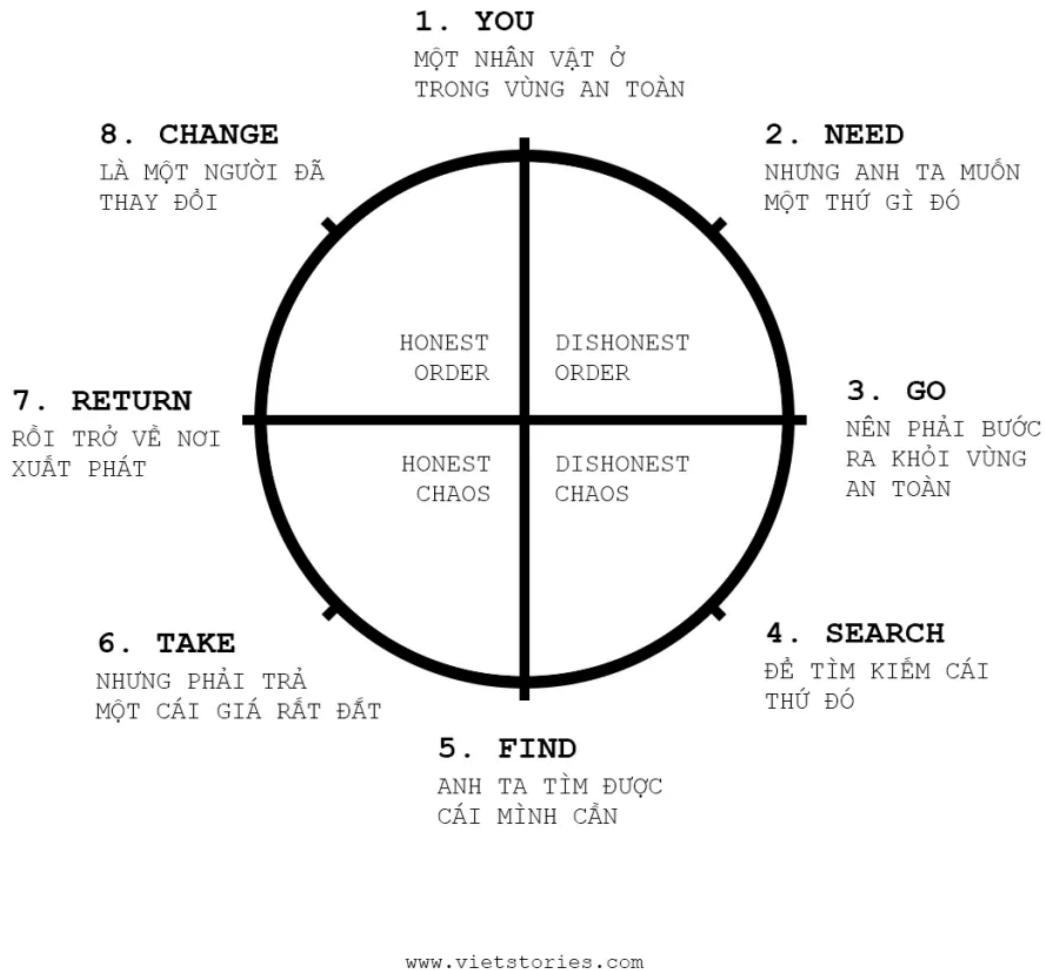 1. YOU
MỘT NHÂN VẬT Ở
TRONG VÙNG AN TOÀN
2. NEED
NHƯNG ANH TA MUỐN
MỘT THỨ GÌ ĐÓ
3. GO
NÊN PHẢI BƯỚC
RA KHỎI VÙNG
AN TOÀN
4. SEARCH
ĐỂ TÌM KIẾM CÁI
THỨ ĐÓ
5. FIND
ANH TA TÌM ĐƯỢC
CÁI MÌNH CẦN
6. TAKE
NHƯNG PHẢI TRẢ
MỘT CÁI GIÁ RẤT ĐẮT
7. RETURN
RỒI TRỞ VỀ NƠI
XUẤT PHÁT
8. CHANGE
LÀ MỘT NGƯỜI ĐÃ
THAY ĐỔI
HONEST
ORDER
DISHONEST
ORDER
HONEST
CHAOS
DISHONEST
CHAOS
www.vietstories.com